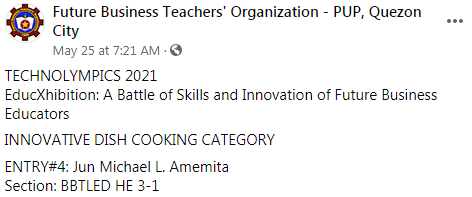 Future Business Teachers' Organization - PUP, Quezon
City
May 25 at 7:21 AM ·
TECHNOLYMPICS 2021
EducXhibition: A Battle of Skills and Innovation of Future Business
Educators
INNOVATIVE DISH COOKING CATEGORY
ENTRY#4: Jun Michael L. Amemita
Section: BBTLED HE 3-1